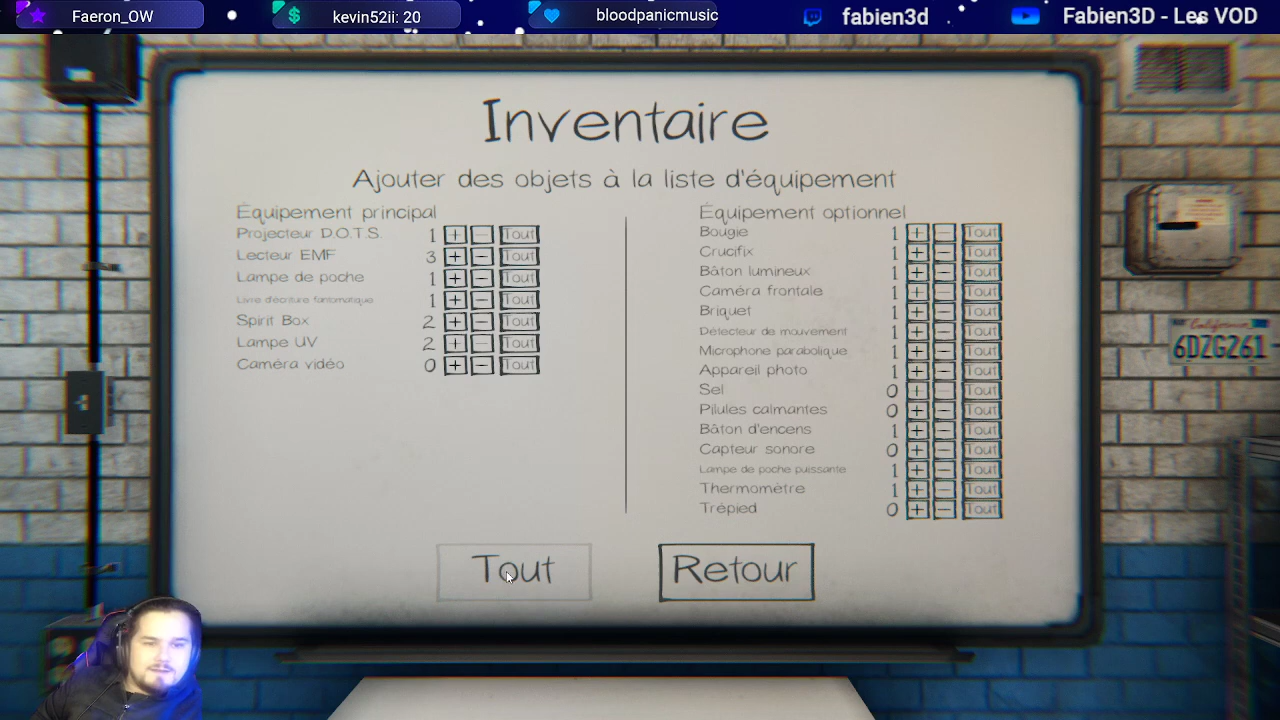 Faeron_OW
kevin52ii: 20
bloodpanicmusic
fabien3d
Fabien3D - Les VOD
Inventaire
Ajouter des objets à la liste d'équipement
Équipement principal
Projecteur D.O.T.S. 1 + - Tout
Lecteur EMF 3 + - Tout
Lampe de poche 1 + - Tout
Livre d'écriture fantomatique 1 + - Tout
Spirit Box 2 + - Tout
Lampe UV 2 + - Tout
Caméra vidéo 0 + - Tout
Équipement optionnel
Bougie 1 + - Tout
Crucifix 1 + - Tout
Bâton lumineux 1 + - Tout
Caméra frontale 1 + - Tout
Briquet 1 + - Tout
Détecteur de mouvement 1 + - Tout
Microphone parabolique 1 + - Tout
Appareil photo 1 + - Tout
Sel 0 + - Tout
Pilules calmantes 0 + - Tout
Bâton d'encens 1 + - Tout
Capteur sonore 0 + - Tout
Lampe de poche puissante 1 + - Tout
Thermomètre 1 + - Tout
Trépied 0 + - Tout
Tout
Retour
California
6DZG261